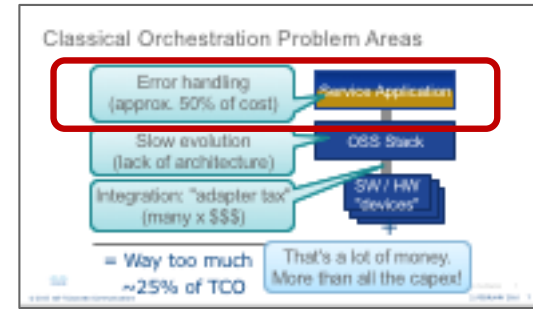 Classical Orchestration Problem Areas
Error handling
(approx. 50% of cost)
Service Application
Slow evolution
(lack of architecture)
OSS Stack
Integration: "adapter tax"
(many x $$$)
SW / HW
"devices"
+
= Way too much
~25% of TCO
That's a lot of money.
More than all the capex!